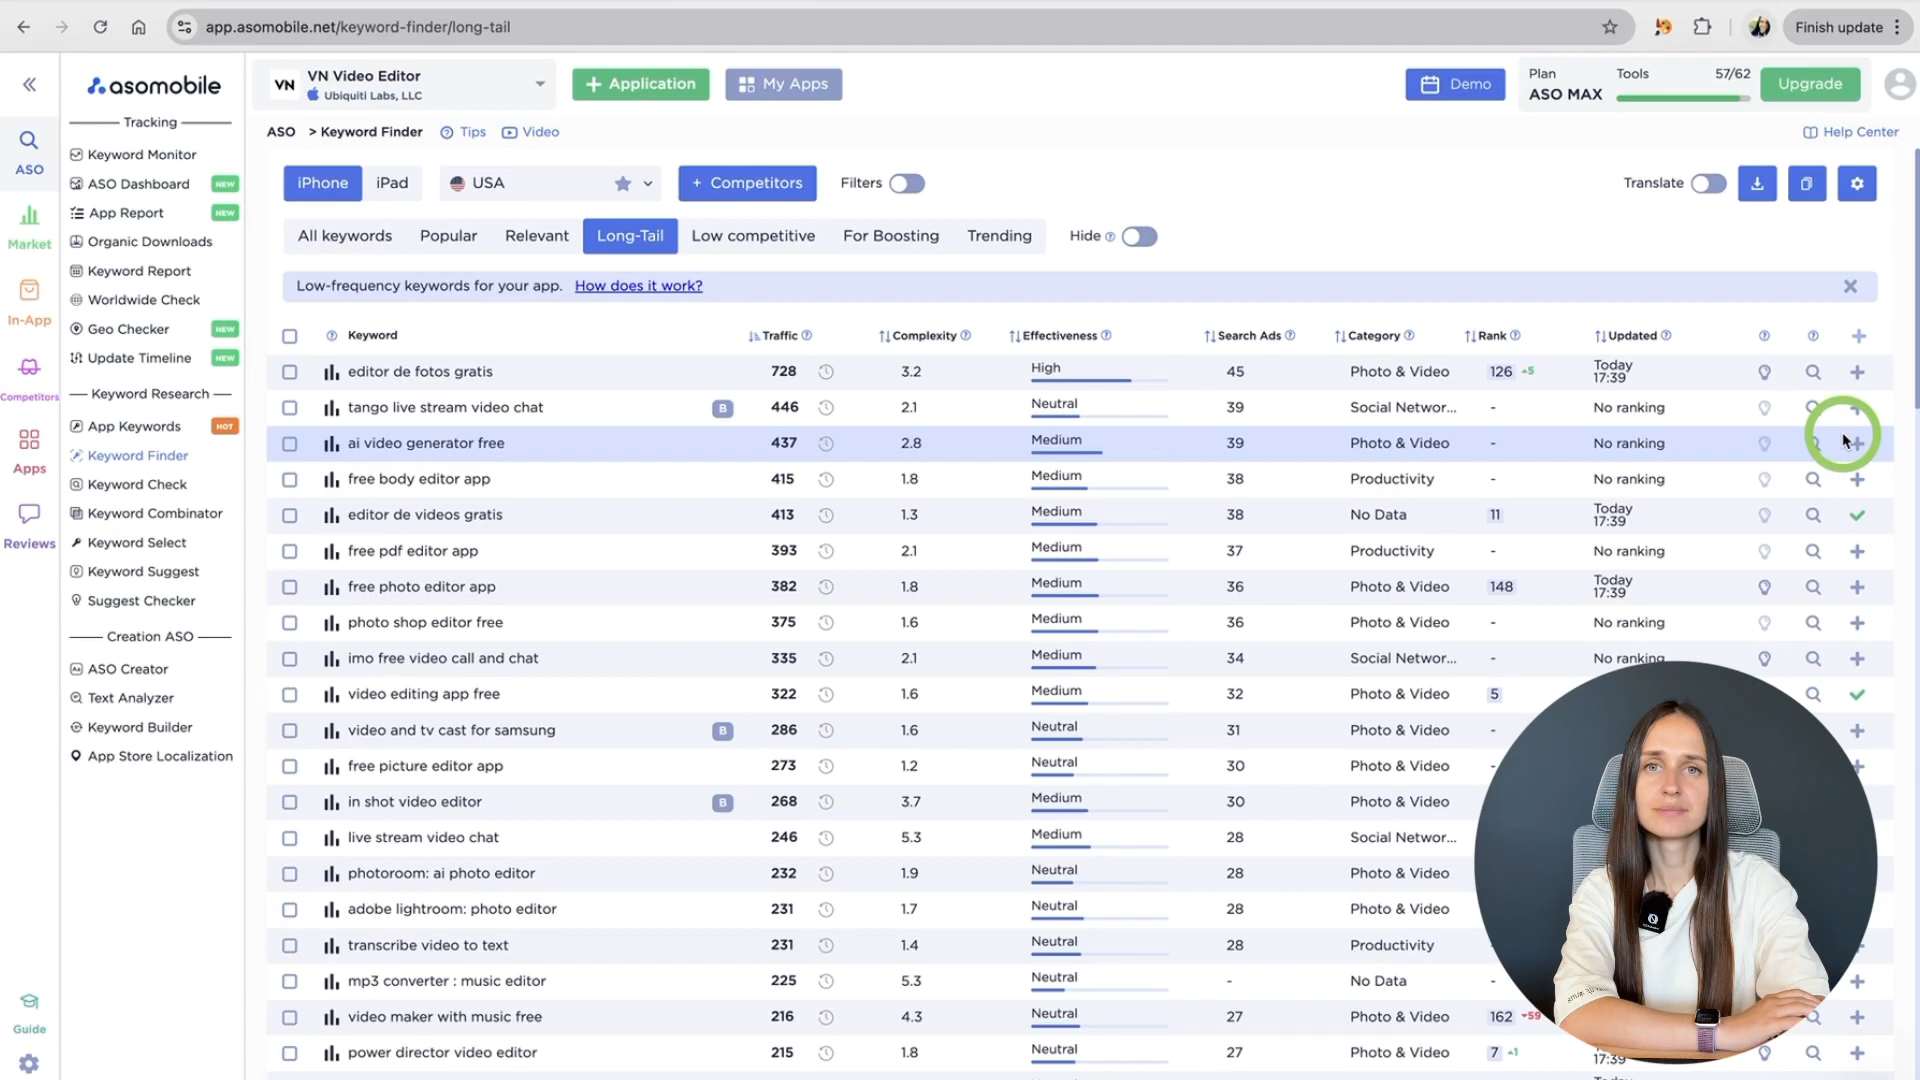 app.asomobile.net/keyword-finder/long-tail
Finish update
asomobile
VN
VN Video Editor
Ubiquiti Labs, LLC
+ Application
My Apps
Demo
Plan
ASO MAX
Tools 57/62
Upgrade
ASO
Market
In-App
Competitors
Apps
Reviews
Guide
Tracking
Keyword Monitor
ASO Dashboard NEW
App Report NEW
Organic Downloads
Keyword Report
Worldwide Check
Geo Checker NEW
Update Timeline NEW
Keyword Research
App Keywords HOT
Keyword Finder
Keyword Check
Keyword Combinator
Keyword Select
Keyword Suggest
Suggest Checker
Creation ASO
ASO Creator
Text Analyzer
Keyword Builder
App Store Localization
ASO > Keyword Finder Tips Video Help Center
iPhone iPad USA + Competitors Filters Translate
All keywords Popular Relevant Long-Tail Low competitive For Boosting Trending Hide
Low-frequency keywords for your app. How does it work?
Keyword Traffic Complexity Effectiveness Search Ads Category Rank Updated
editor de fotos gratis 728 3.2 High 45 Photo & Video 126 5 Today 17:39
tango live stream video chat B 446 2.1 Neutral 39 Social Networ... - No ranking
ai video generator free 437 2.8 Medium 39 Photo & Video - No ranking
free body editor app 415 1.8 Medium 38 Productivity - No ranking
editor de videos gratis 413 1.3 Medium 38 No Data 11 Today 17:39
free pdf editor app 393 2.1 Medium 37 Productivity - No ranking
free photo editor app 382 1.8 Medium 36 Photo & Video 148 Today 17:39
photo shop editor free 375 1.6 Medium 36 Photo & Video - No ranking
imo free video call and chat 335 2.1 Medium 34 Social Networ... - No ranking
video editing app free 322 1.6 Medium 32 Photo & Video 5
video and tv cast for samsung B 286 1.6 Neutral 31 Photo & Video -
free picture editor app 273 1.2 Neutral 30 Photo & Video
in shot video editor B 268 3.7 Medium 30 Photo & Video
live stream video chat 246 5.3 Medium 28 Social Networ...
photoroom: ai photo editor 232 1.9 Neutral 28 Photo & Video
adobe lightroom: photo editor 231 1.7 Neutral 28 Photo & Video
transcribe video to text 231 1.4 Neutral 28 Productivity
mp3 converter : music editor 225 5.3 Neutral - No Data
video maker with music free 216 4.3 Neutral 27 Photo & Video 162 59
power director video editor 215 1.8 Neutral 27 Photo & Video 7 1 17:39